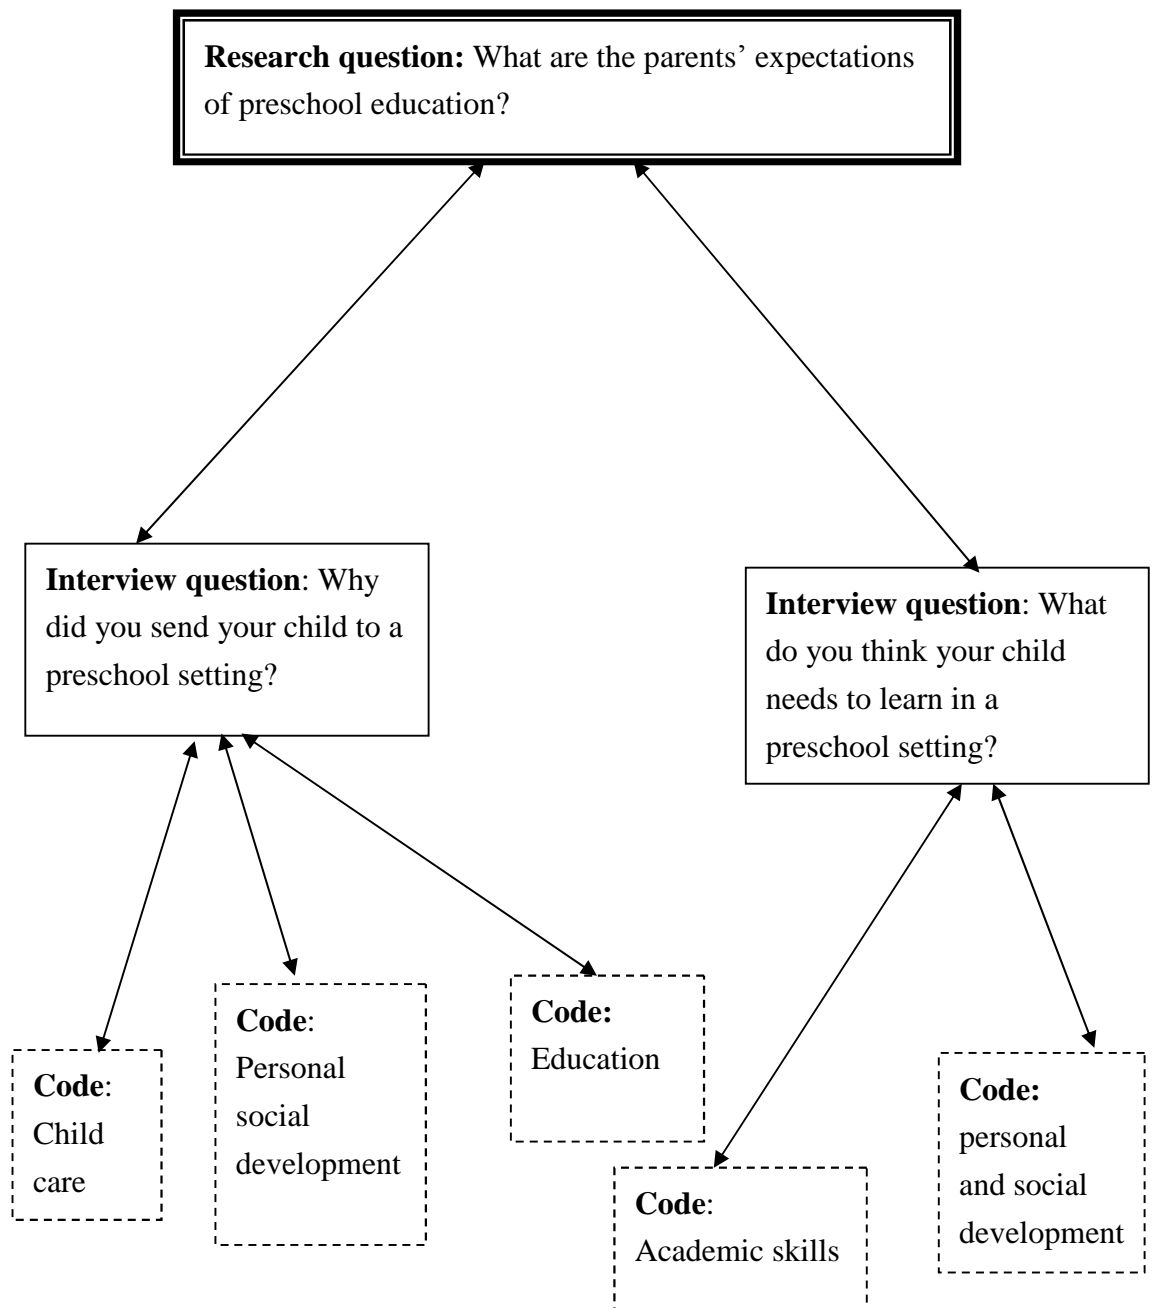 Research question: What are the parents’ expectations
of preschool education?
Interview question: Why
did you send your child to a
preschool setting?
Interview question: What
do you think your child
needs to learn in a
preschool setting?
Code:
Child
care
Code:
Personal
social
development
Code:
Education
Code:
Academic skills
Code:
personal
and social
development